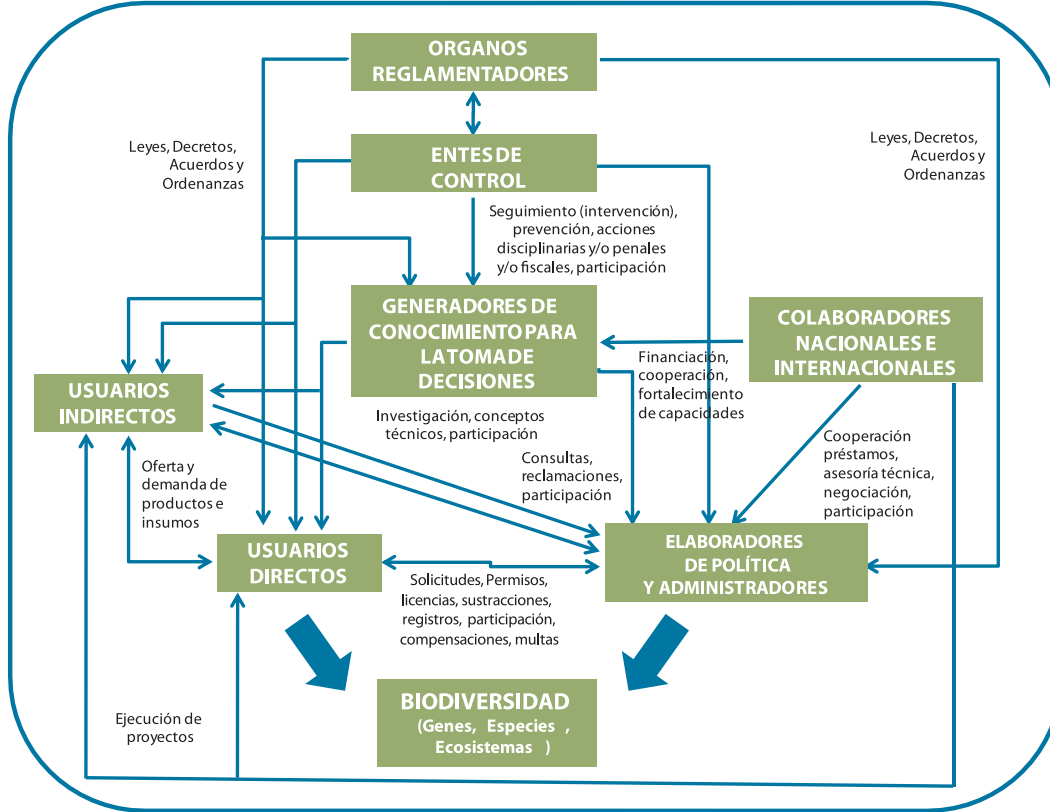 ORGANOS
REGLAMENTADORES
Leyes, Decretos,
Acuerdos y
Ordenanzas
ENTES DE
CONTROL
Leyes, Decretos,
Acuerdos y
Ordenanzas
Seguimiento (intervención),
prevención, acciones
disciplinarias y/o penales
y/o fiscales, participación
GENERADORES DE
CONOCIMIENTO PARA
LA TOMA DE
DECISIONES
COLABORADORES
NACIONALES E
INTERNACIONALES
Financiación,
cooperación,
fortalecimiento
de capacidades
USUARIOS
INDIRECTOS
Investigación, conceptos
técnicos, participación
Consultas,
reclamaciones,
participación
Cooperación
préstamos,
asesoría técnica,
negociación,
participación
Oferta y
demanda de
productos e
insumos
USUARIOS
DIRECTOS
ELABORADORES
DE POLÍTICA
Y ADMINISTRADORES
Solicitudes, Permisos,
licencias, sustracciones,
registros, participación,
compensaciones, multas
BIODIVERSIDAD
(Genes, Especies ,
Ecosistemas )
Ejecución de
proyectos